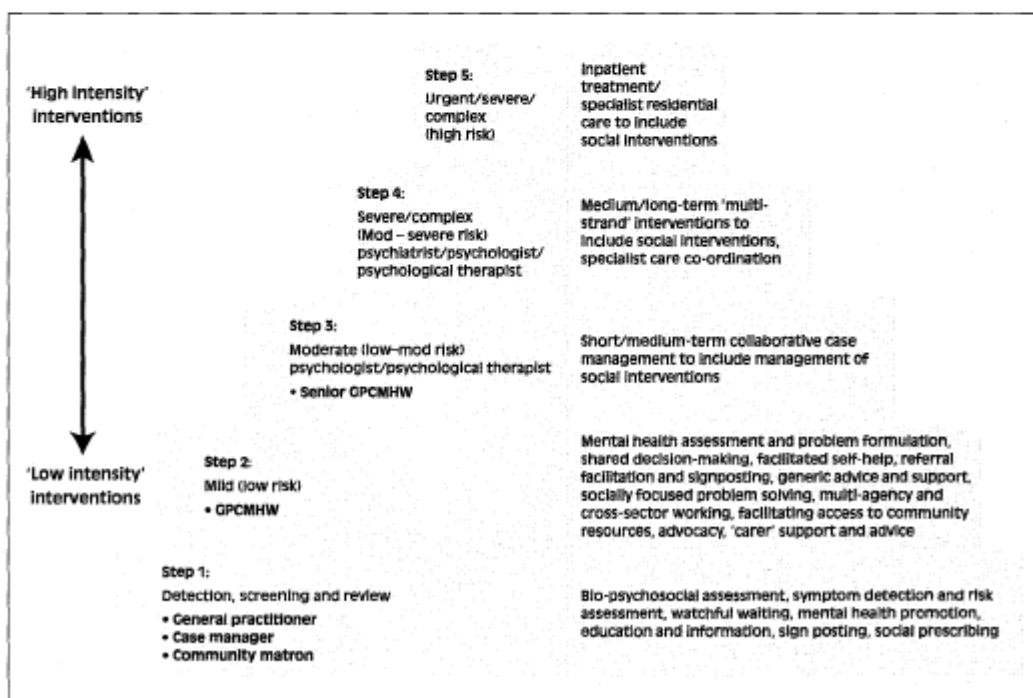 'High intensity'
interventions
Step 5:
Urgent/severe/
complex
(high risk)
Inpatient
treatment/
specialist residential
care to include
social interventions
Step 4:
Severe/complex
(Mod – severe risk)
psychiatrist/psychologist/
psychological therapist
Medium/long-term 'multi-
strand' interventions to
include social interventions,
specialist care co-ordination
Step 3:
Moderate (low–mod risk)
psychologist/psychological therapist
• Senior GPCMHW
Short/medium-term collaborative case
management to include management of
social interventions
'Low intensity'
interventions
Step 2:
Mild (low risk)
• GPCMHW
Mental health assessment and problem formulation,
shared decision-making, facilitated self-help, referral
facilitation and signposting, generic advice and support,
socially focused problem solving, multi-agency and
cross-sector working, facilitating access to community
resources, advocacy, 'carer' support and advice
Step 1:
Detection, screening and review
• General practitioner
• Case manager
• Community matron
Bio-psychosocial assessment, symptom detection and risk
assessment, watchful waiting, mental health promotion,
education and information, sign posting, social prescribing